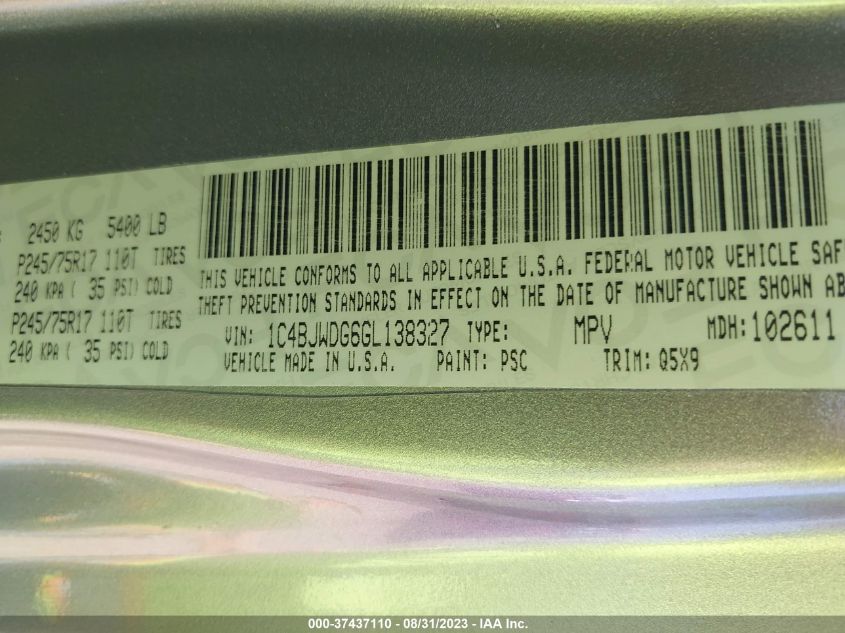 2450 KG 5400 LB
P245/75R17 110T TIRES
240 KPA ( 35 PSI) COLD
P245/75R17 110T TIRES
240 KPA ( 35 PSI) COLD
THIS VEHICLE CONFORMS TO ALL APPLICABLE U.S.A. FEDERAL MOTOR VEHICLE SAF
THEFT PREVENTION STANDARDS IN EFFECT ON THE DATE OF MANUFACTURE SHOWN AB
VIN: 1C4BJWDG6GL138327 TYPE: MPV MDH: 102611
VEHICLE MADE IN U.S.A. PAINT: PSC TRIM: Q5X9
000-37437110 - 08/31/2023 - IAA Inc.